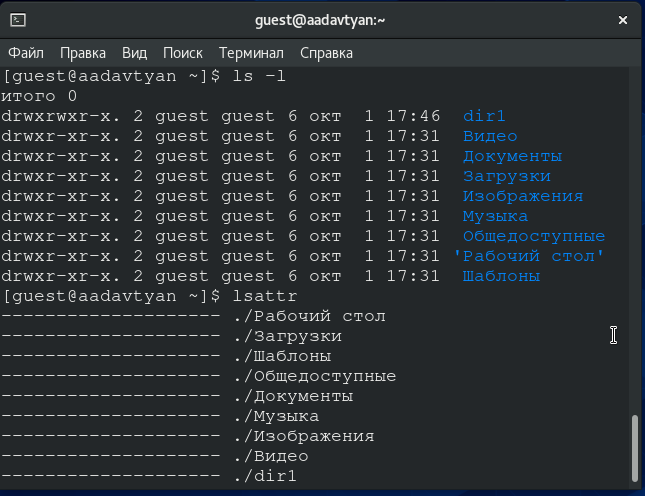 guest@aadavtyan:~
Файл Правка Вид Поиск Терминал Справка
[guest@aadavtyan ~]$ ls -l
итого 0
drwxrwxr-x. 2 guest guest 6 окт  1 17:46  dir1
drwxr-xr-x. 2 guest guest 6 окт  1 17:31  Видео
drwxr-xr-x. 2 guest guest 6 окт  1 17:31  Документы
drwxr-xr-x. 2 guest guest 6 окт  1 17:31  Загрузки
drwxr-xr-x. 2 guest guest 6 окт  1 17:31  Изображения
drwxr-xr-x. 2 guest guest 6 окт  1 17:31  Музыка
drwxr-xr-x. 2 guest guest 6 окт  1 17:31  Общедоступные
drwxr-xr-x. 2 guest guest 6 окт  1 17:31 'Рабочий стол'
drwxr-xr-x. 2 guest guest 6 окт  1 17:31  Шаблоны
[guest@aadavtyan ~]$ lsattr
-------------------- ./Рабочий стол
-------------------- ./Загрузки
-------------------- ./Шаблоны
-------------------- ./Общедоступные
-------------------- ./Документы
-------------------- ./Музыка
-------------------- ./Изображения
-------------------- ./Видео
-------------------- ./dir1